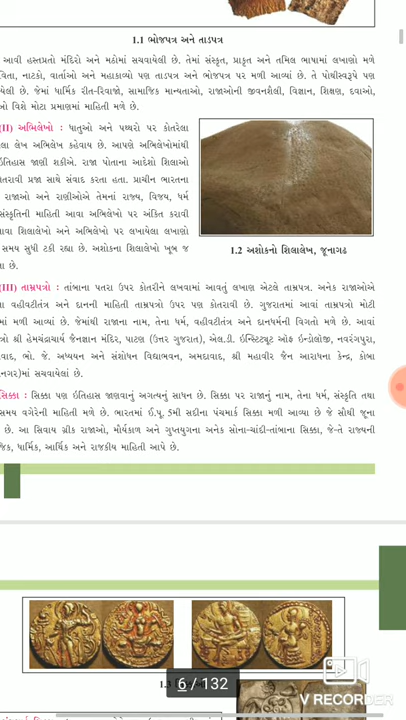 1.1 ભોજપત્ર અને તાડપત્ર
આવી હસ્તપ્રતો મંદિરો અને મઠોમાં સચવાયેલી છે. તેમાં સંસ્કૃત, પ્રાકૃત અને તમિલ ભાષામાં લખાણો મળે
વિતા, નાટકો, વાર્તાઓ અને મહાકાવ્યો પણ તાડપત્ર અને ભોજપત્ર પર મળી આવ્યાં છે. તે પોથીસ્વરૂપે પણ
યેલી છે. જેમાં ધાર્મિક રીત-રિવાજો, સામાજિક માન્યતાઓ, રાજાઓની જીવનશૈલી, વિજ્ઞાન, શિક્ષણ, દવાઓ,
ઓ વિશે મોટા પ્રમાણમાં માહિતી મળે છે.
(II) અભિલેખો : ધાતુઓ અને પથ્થરો પર કોતરેલા
લા લેખ અભિલેખ કહેવાય છે. આપણે અભિલેખોમાંથી
ઇતિહાસ જાણી શકીએ. રાજા પોતાના આદેશો શિલાઓ
તરાવી પ્રજા સાથે સંવાદ કરતા હતા. પ્રાચીન ભારતના
રાજાઓ અને રાણીઓએ તેમનાં રાજ્ય, વિજય, ધર્મ
સંસ્કૃતિની માહિતી આવા અભિલેખો પર અંકિત કરાવી
ાવા શિલાલેખો અને અભિલેખો પર લખાયેલા લખાણો
સમય સુધી ટકી રહ્યા છે. અશોકના શિલાલેખો ખૂબ જ
ના છે.
1.2 અશોકનો શિલાલેખ, જૂનાગઢ
(III) તામ્રપત્રો : તાંબાના પતરા ઉપર કોતરીને લખવામાં આવતું લખાણ એટલે તામ્રપત્ર. અનેક રાજાઓએ
ના વહીવટીતંત્ર અને દાનની માહિતી તામ્રપત્રો ઉપર પણ કોતરાવી છે. ગુજરાતમાં આવાં તામ્રપત્રો મોટી
માં મળી આવ્યાં છે. જેમાંથી રાજાના નામ, તેના ધર્મ, વહીવટીતંત્ર અને દાનધર્મની વિગતો મળે છે. આવાં
ત્રો શ્રી હેમચંદ્રાચાર્ય જૈનજ્ઞાન મંદિર, પાટણ (ઉત્તર ગુજરાત), એલ.ડી. ઇન્સ્ટિટ્યૂટ ઓફ ઇન્ડોલોજી, નવરંગપુરા,
વાદ, ભો. જે. અધ્યયન અને સંશોધન વિદ્યાભવન, અમદાવાદ, શ્રી મહાવીર જૈન આરાધના કેન્દ્ર, કોબા
નગર)માં સચવાયેલાં છે.
સિક્કા : સિક્કા પણ ઇતિહાસ જાણવાનું અગત્યનું સાધન છે. સિક્કા પર રાજાનું નામ, તેના ધર્મ, સંસ્કૃતિ તથા
સમય વગેરેની માહિતી મળે છે. ભારતમાં ઈ.પૂ. 5મી સદીના પંચમાર્ક સિક્કા મળી આવ્યા છે જે સૌથી જૂના
છે. આ સિવાય ગ્રીક રાજાઓ, મૌર્યકાળ અને ગુપ્તયુગના અનેક સોના-ચાંદી-તાંબાના સિક્કા, જે-તે રાજ્યની
જિક, ધાર્મિક, આર્થિક અને રાજકીય માહિતી આપે છે.
6 / 132
V RECORDER